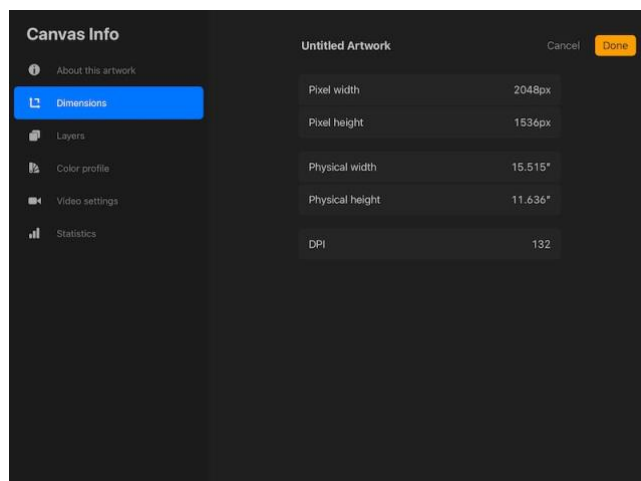 Canvas Info
About this artwork
Dimensions
Layers
Color profile
Video settings
Statistics
Untitled Artwork Cancel Done
Pixel width 2048px
Pixel height 1536px
Physical width 15.515"
Physical height 11.636"
DPI 132